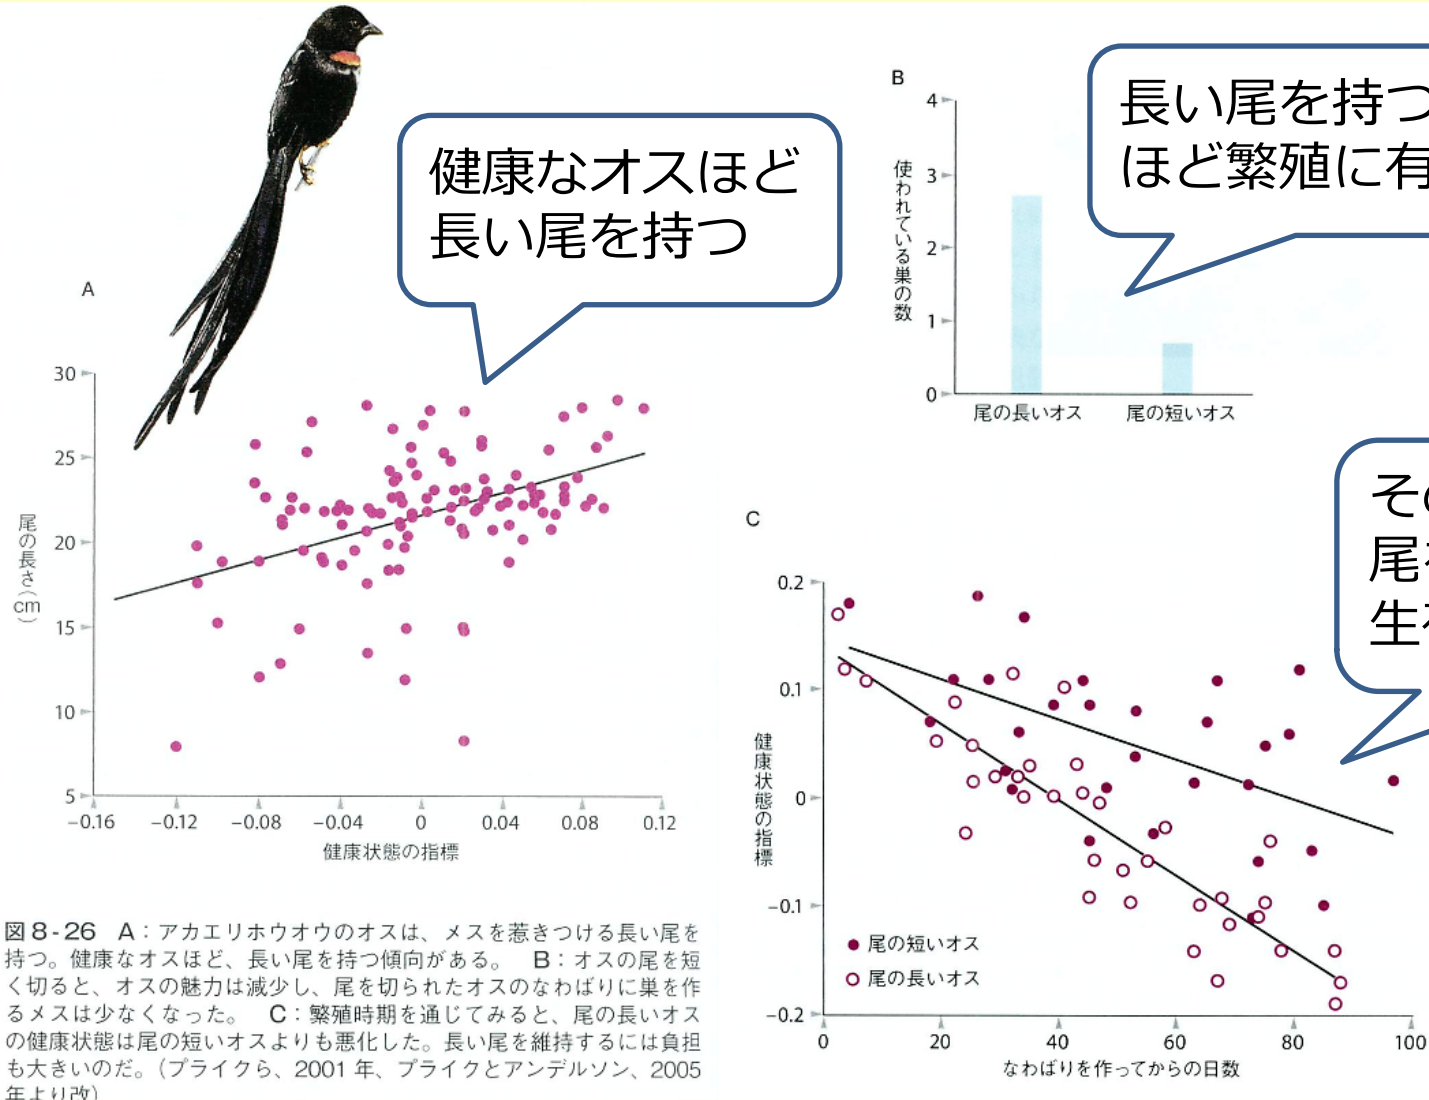 健康なオスほど
長い尾を持つ
A
30
25
20
15
10
5
尾の長さ(cm)
−0.16
−0.12
−0.08
−0.04
0
0.04
0.08
0.12
健康状態の指標
B
長い尾を持つ
ほど繁殖に有
4
3
2
1
0
使われている巣の数
尾の長いオス
尾の短いオス
C
その
尾を
生存
0.2
0.1
0
−0.1
−0.2
健康状態の指標
尾の短いオス
尾の長いオス
0
20
40
60
80
100
なわばりを作ってからの日数
図8-26 A：アカエリホウオウのオスは、メスを惹きつける長い尾を
持つ。健康なオスほど、長い尾を持つ傾向がある。 B：オスの尾を短
く切ると、オスの魅力は減少し、尾を切られたオスのなわばりに巣を作
るメスは少なくなった。 C：繁殖時期を通じてみると、尾の長いオス
の健康状態は尾の短いオスよりも悪化した。長い尾を維持するには負担
も大きいのだ。（プライクら、2001 年、プライクとアンデルソン、2005
年より改）